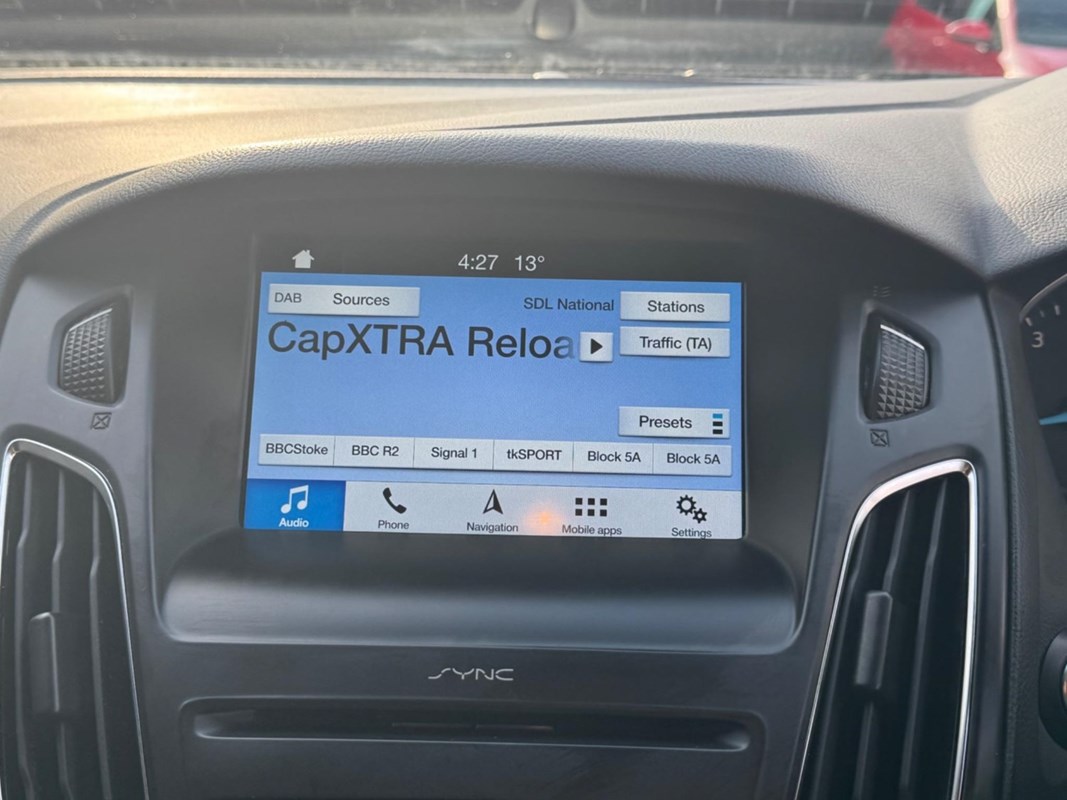 4:27 13°
DAB Sources
SDL National
Stations
CapXTRA Reloa
Traffic (TA)
Presets
BBCStoke BBC R2 Signal 1 tkSPORT Block 5A Block 5A
Audio Phone Navigation Mobile apps Settings
SYNC
3